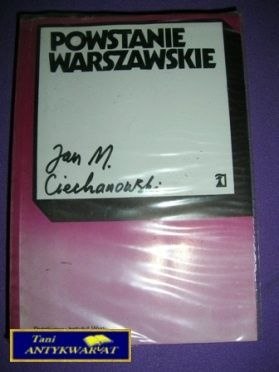 POWSTANIE
WARSZAWSKIE
Jan M.
Ciechanowski
Tani
ANTYKWARIAT